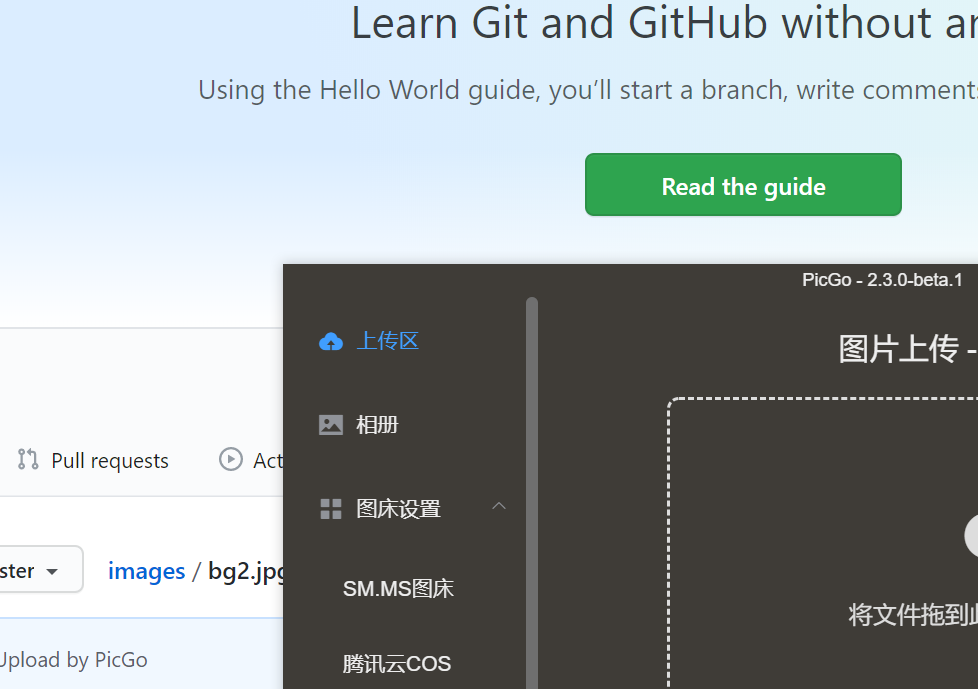 Learn Git and GitHub without
Using the Hello World guide, you’ll start a branch, write comments
Read the guide
PicGo - 2.3.0-beta.1
上传区
图片上传 -
相册
Pull requests
Act
图床设置
ster
images / bg2.jpg
SM.MS图床
将文件拖到
Upload by PicGo
腾讯云COS